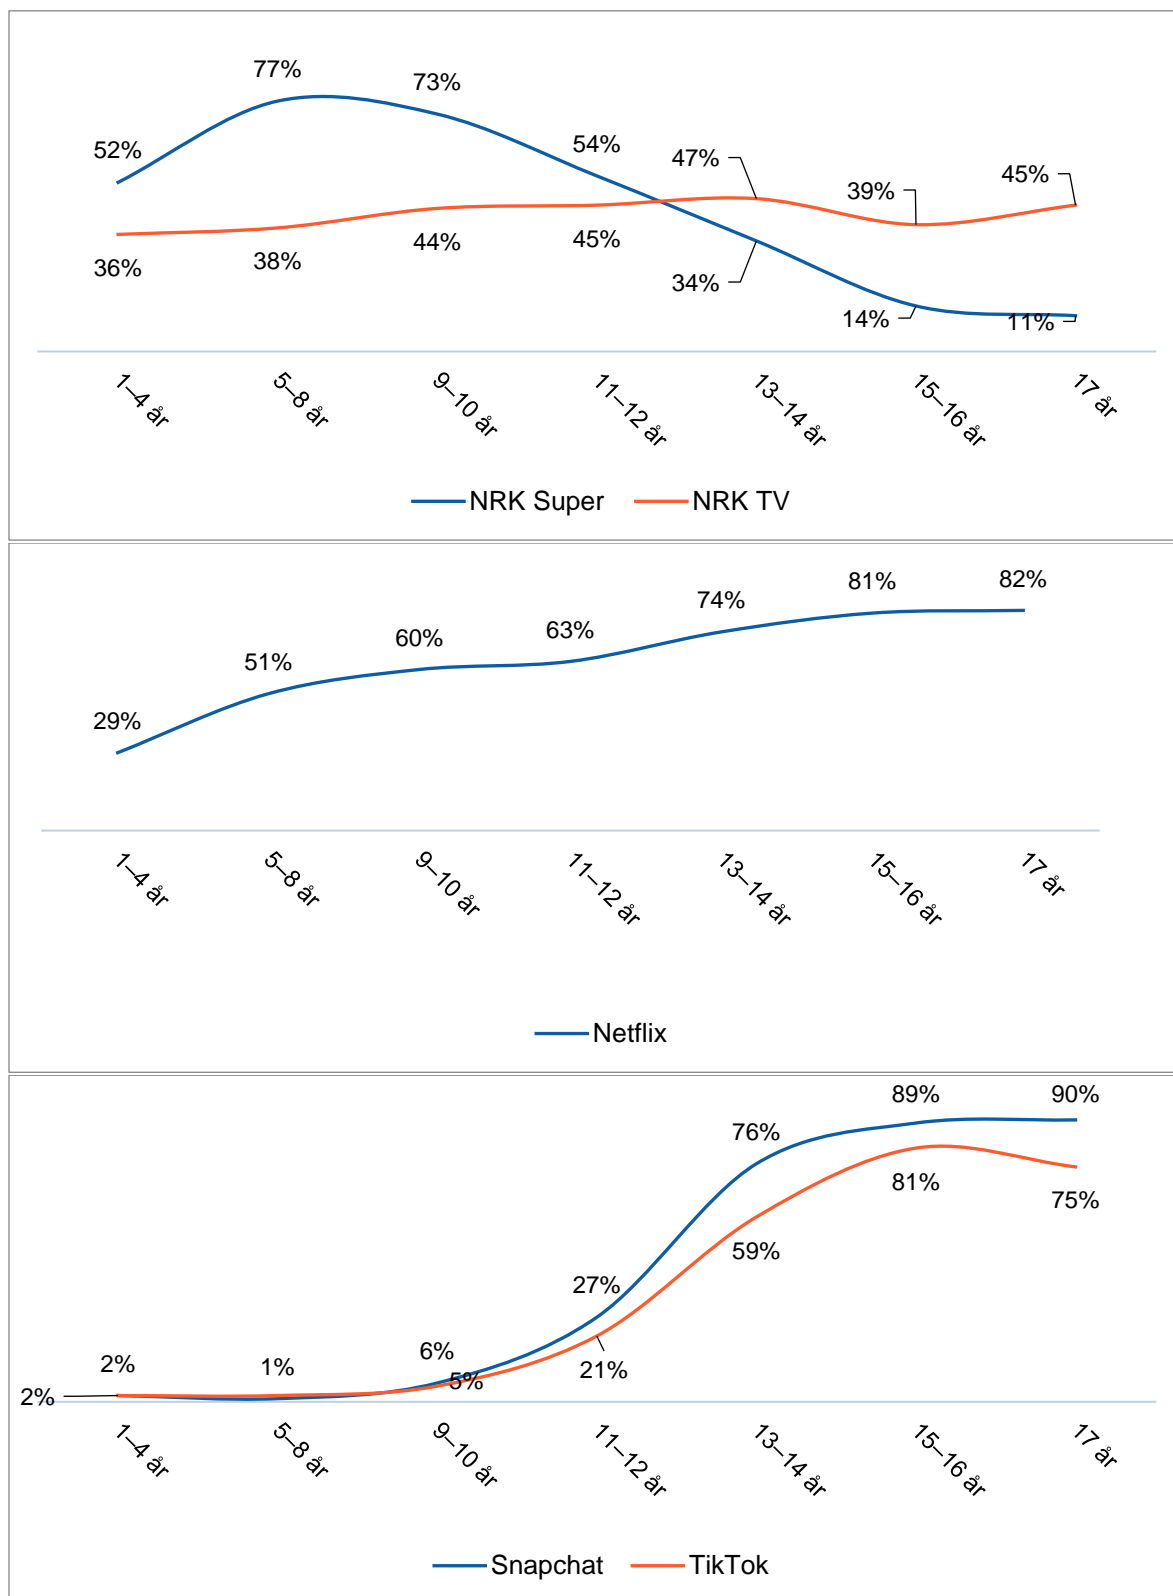 77%
73%
52%
54%
47%
39%
45%
36%
38%
44%
45%
34%
14%
11%
1–4 år
5–8 år
9–10 år
11–12 år
13–14 år
15–16 år
17 år
NRK Super NRK TV
29%
51%
60%
63%
74%
81%
82%
1–4 år
5–8 år
9–10 år
11–12 år
13–14 år
15–16 år
17 år
Netflix
89%
90%
76%
81%
75%
59%
27%
21%
6%
5%
2%
1%
2%
1–4 år
5–8 år
9–10 år
11–12 år
13–14 år
15–16 år
17 år
Snapchat TikTok